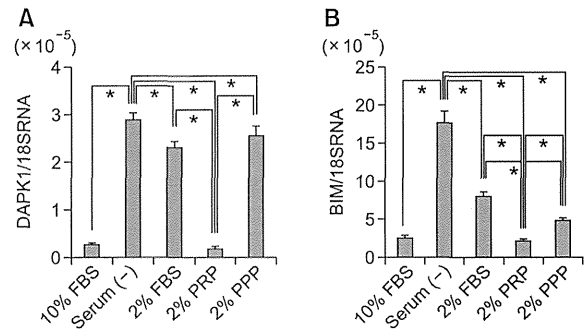 A
(×10⁻⁵)
DAPK1/18SRNA
4
3
2
1
0
* * * *
* *
10% FBS
Serum (−)
2% FBS
2% PRP
2% PPP
B
(×10⁻⁵)
BIM/18SRNA
25
20
15
10
5
0
* * * *
* *
*
10% FBS
Serum (−)
2% FBS
2% PRP
2% PPP